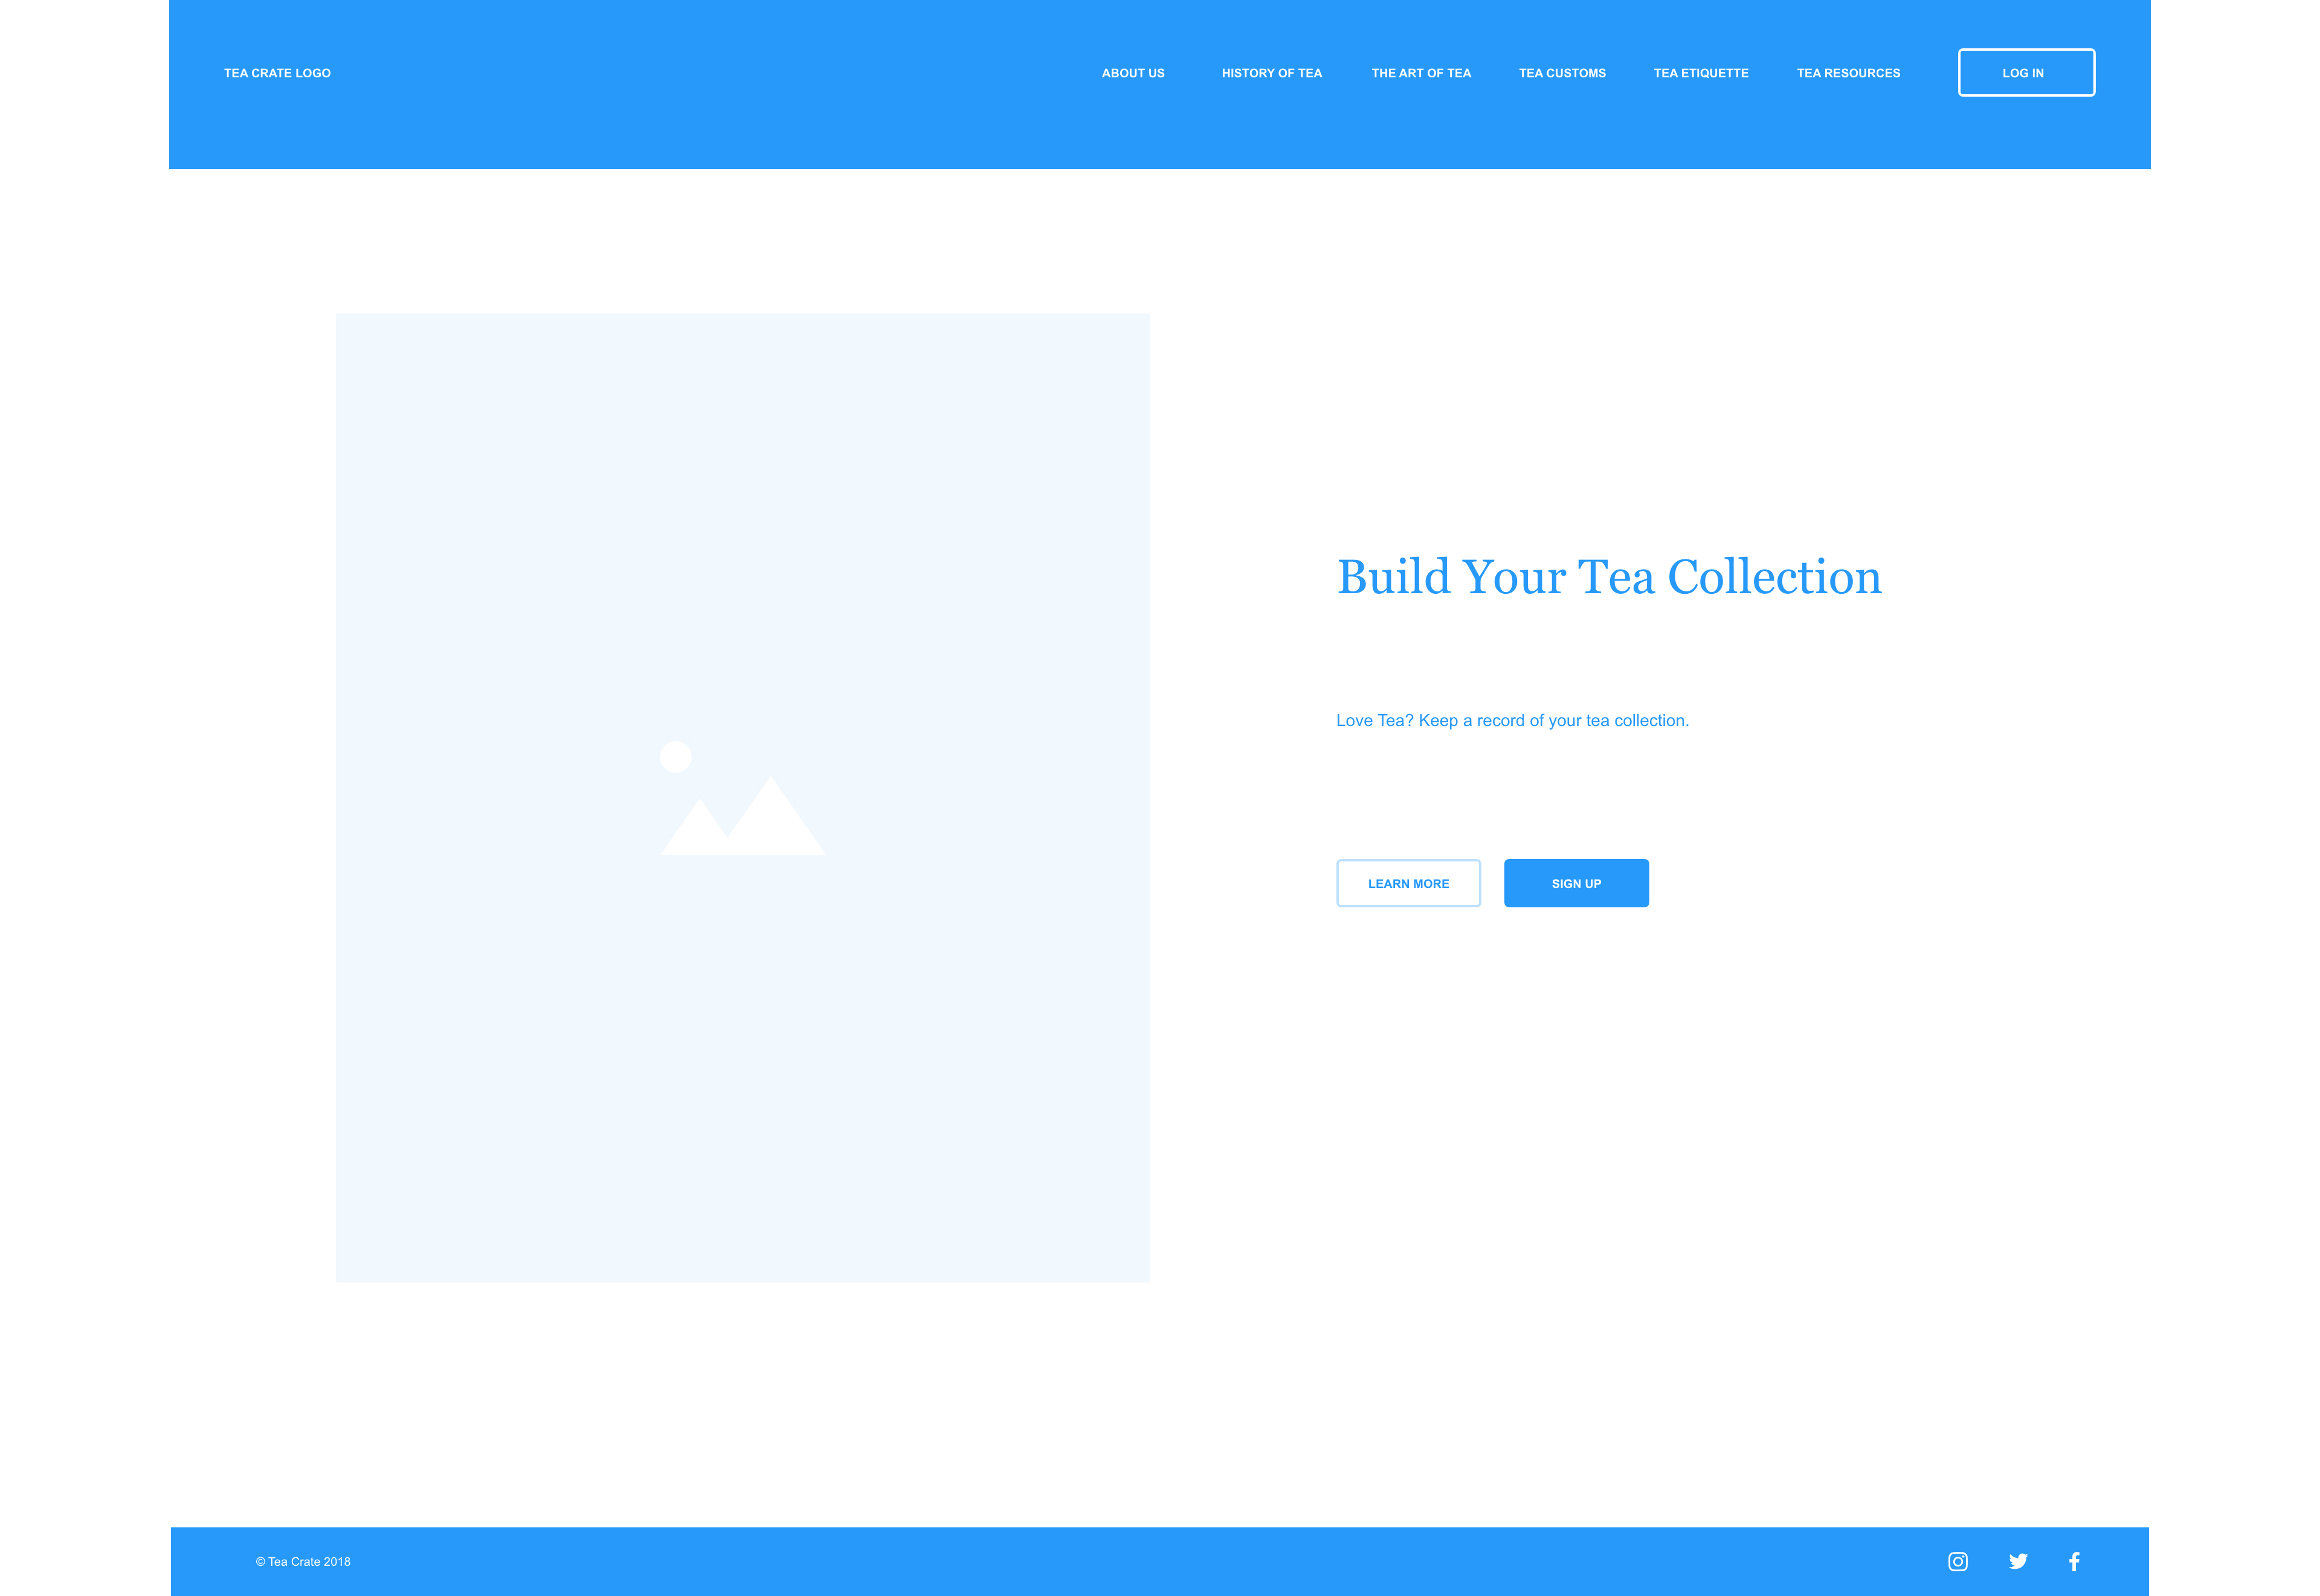 TEA CRATE LOGO ABOUT US HISTORY OF TEA THE ART OF TEA TEA CUSTOMS TEA ETIQUETTE TEA RESOURCES LOG IN
Build Your Tea Collection
Love Tea? Keep a record of your tea collection.
LEARN MORE SIGN UP
© Tea Crate 2018